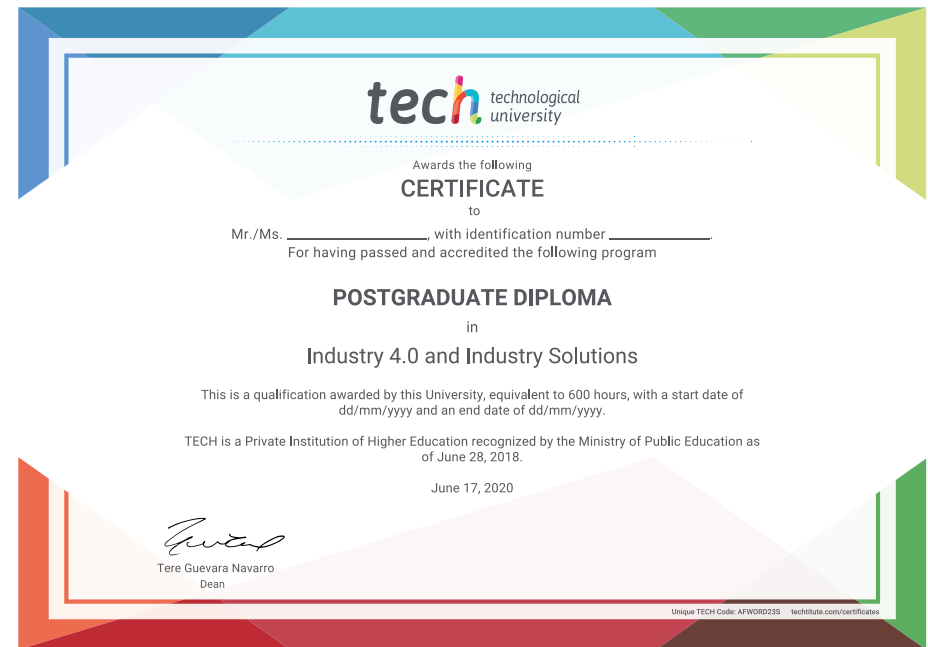 tech technological
university
Awards the following
CERTIFICATE
to
Mr./Ms. ____________________, with identification number ______________.
For having passed and accredited the following program
POSTGRADUATE DIPLOMA
in
Industry 4.0 and Industry Solutions
This is a qualification awarded by this University, equivalent to 600 hours, with a start date of
dd/mm/yyyy and an end date of dd/mm/yyyy.
TECH is a Private Institution of Higher Education recognized by the Ministry of Public Education as
of June 28, 2018.
June 17, 2020
Tere Guevara Navarro
Dean
Unique TECH Code: AFWORD23S techtitute.com/certificates